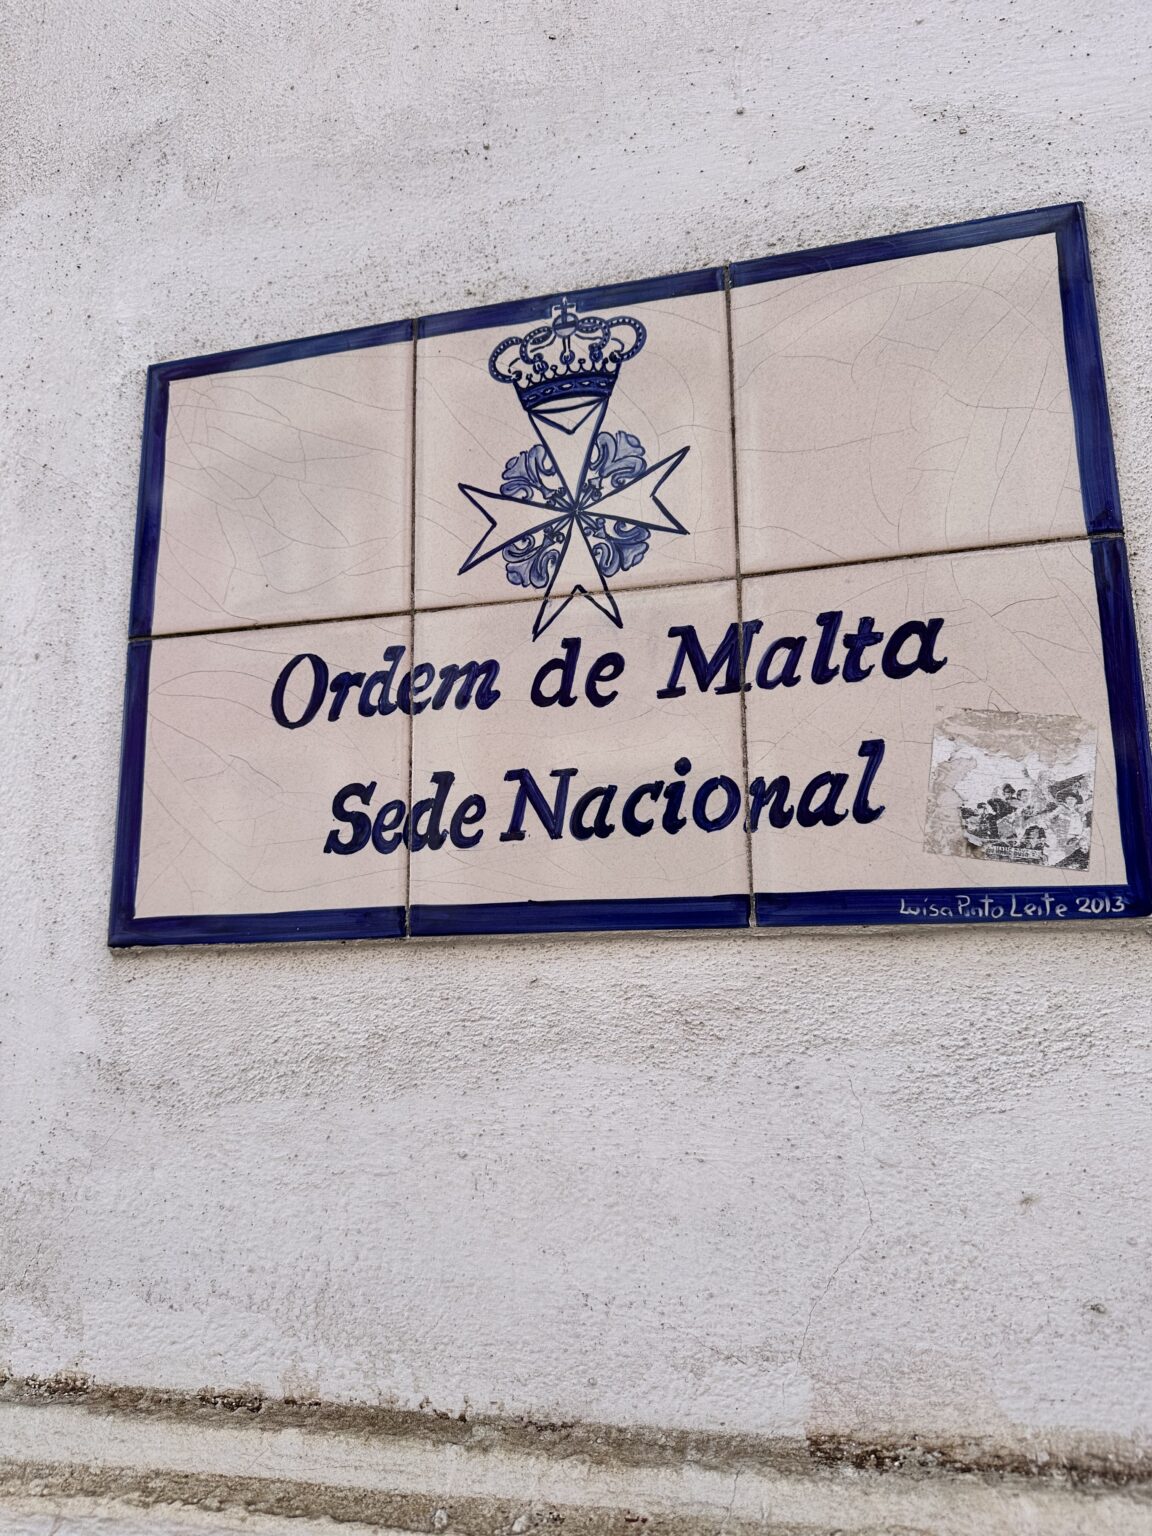 Ordem de Malta
Sede Nacional
Luísa Pinto Leite 2013